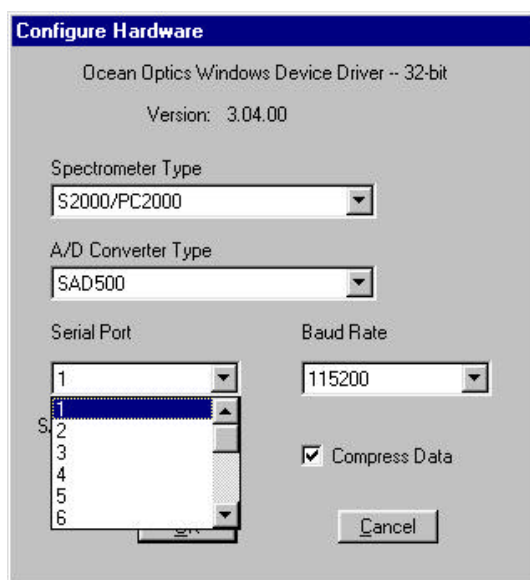 Configure Hardware
Ocean Optics Windows Device Driver -- 32-bit
Version: 3.04.00
Spectrometer Type
S2000/PC2000
A/D Converter Type
SAD500
Serial Port Baud Rate
1 115200
1
2
3
4
5
6
Compress Data
Cancel